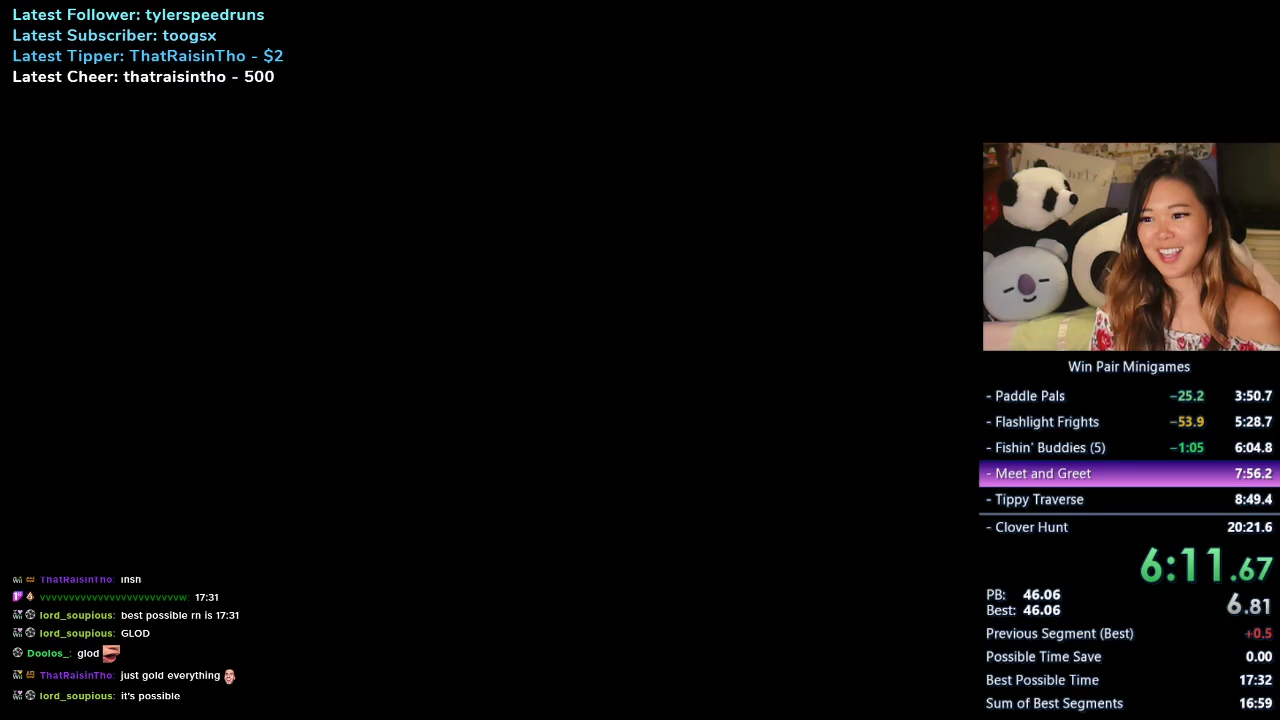 Latest Follower: tylerspeedruns
Latest Subscriber: toogsx
Latest Tipper: ThatRaisinTho - $2
Latest Cheer: thatraisintho - 500
Win Pair Minigames
- Paddle Pals −25.2 3:50.7
- Flashlight Frights −53.9 5:28.7
- Fishin' Buddies (5) −1:05 6:04.8
- Meet and Greet 7:56.2
- Tippy Traverse 8:49.4
- Clover Hunt 20:21.6
6:11.67
PB: 46.06
Best: 46.06
6.81
Previous Segment (Best) +0.5
Possible Time Save 0.00
Best Possible Time 17:32
Sum of Best Segments 16:59
ThatRaisinTho: insn
vvvvvvvvvvvvvvvvvvvvvvvvv: 17:31
lord_soupious: best possible rn is 17:31
lord_soupious: GLOD
Doolos_: glod
ThatRaisinTho: just gold everything
lord_soupious: it's possible